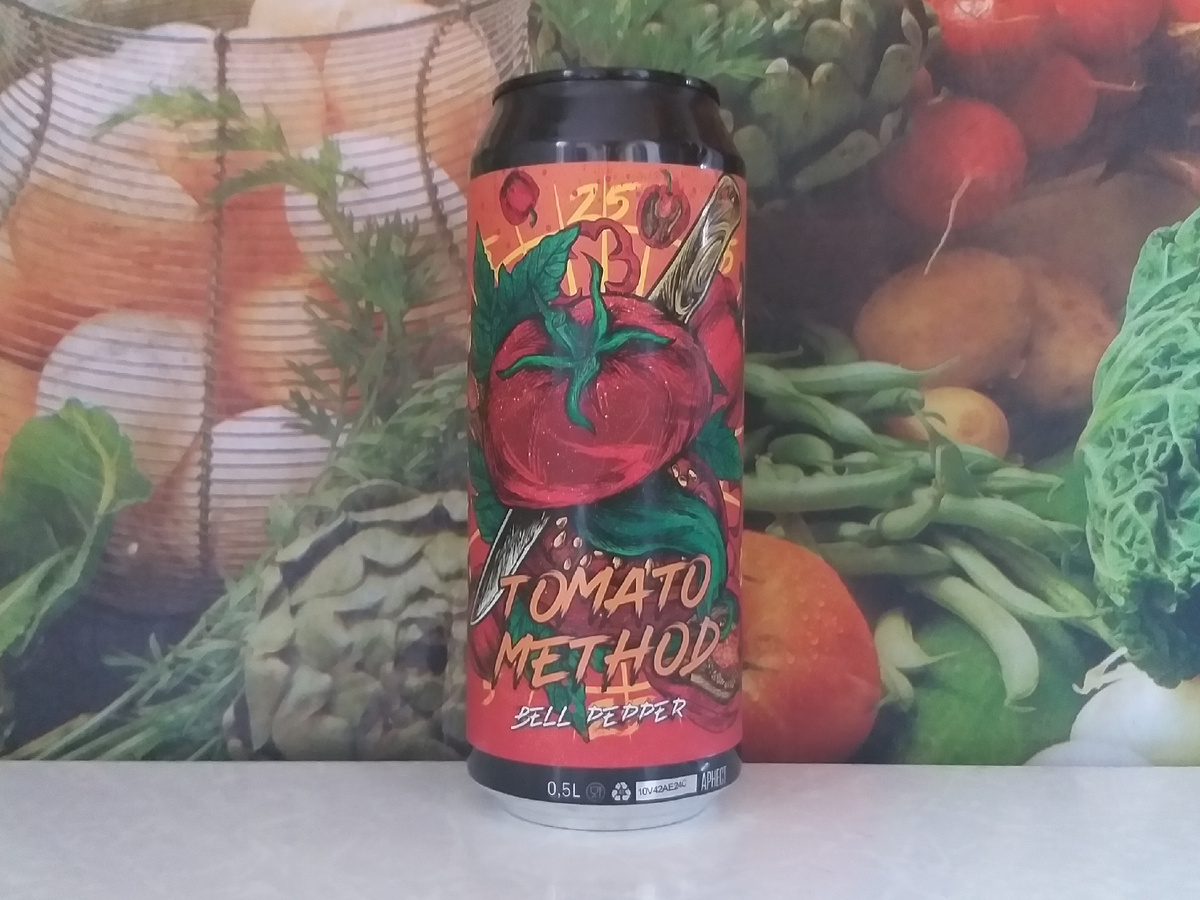 25
TOMATO
METHOD
BELL PEPPER
0,5L 10V42AE24C